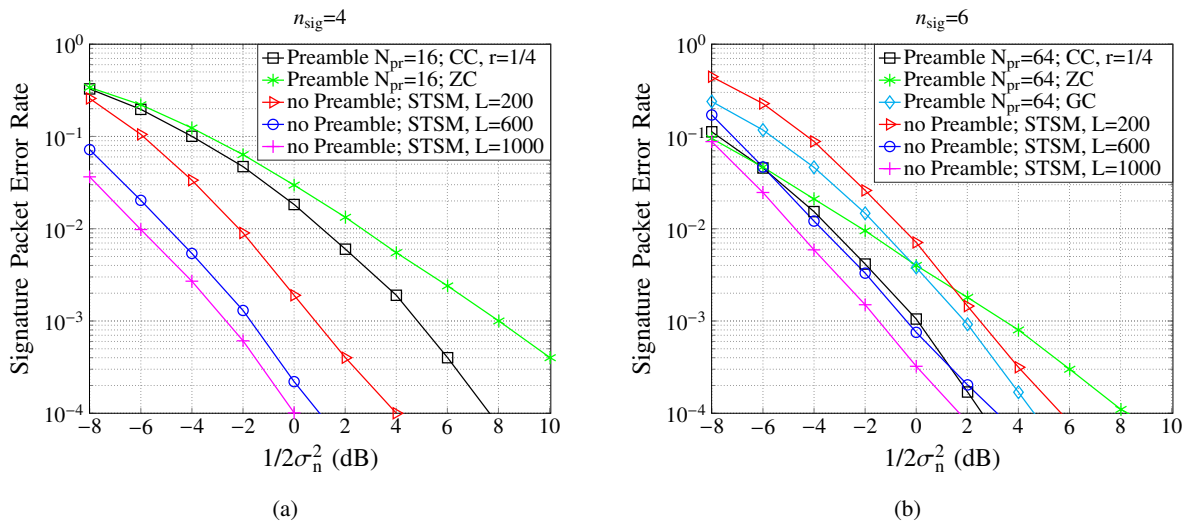 n_sig=4
Signature Packet Error Rate
10^0
10^-1
10^-2
10^-3
10^-4
Preamble N_pr=16; CC, r=1/4
Preamble N_pr=16; ZC
no Preamble; STSM, L=200
no Preamble; STSM, L=600
no Preamble; STSM, L=1000
−8 −6 −4 −2 0 2 4 6 8 10
1/2σ_n^2 (dB)
(a)
n_sig=6
Signature Packet Error Rate
10^0
10^-1
10^-2
10^-3
10^-4
Preamble N_pr=64; CC, r=1/4
Preamble N_pr=64; ZC
Preamble N_pr=64; GC
no Preamble; STSM, L=200
no Preamble; STSM, L=600
no Preamble; STSM, L=1000
−8 −6 −4 −2 0 2 4 6 8 10
1/2σ_n^2 (dB)
(b)